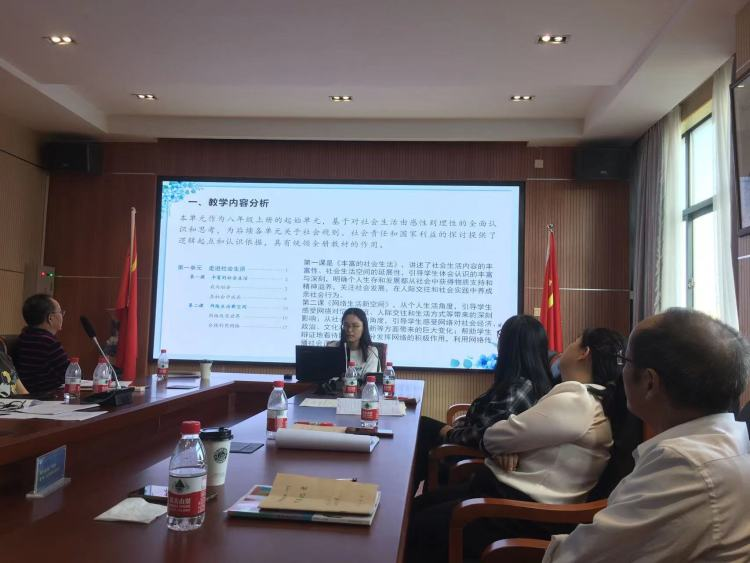 一、教学内容分析
本单元作为八年级上册的起始单元，基于对社会生活由感性到理性的全面认
识和思考，为后续各单元关于社会规则、社会责任和国家利益的探讨提供了
逻辑起点和认识依据，具有统领全册教材的作用。
第一单元 走进社会生活
第一课 丰富的社会生活
我与社会
在社会中成长
第二课 网络生活新空间
网络改变世界
合理利用网络
第一课是《丰富的社会生活》，讲述了社会生活内容的丰
富性、社会生活空间的延展性，引导学生体会认识的广泛
与深刻，明确个人生存和发展都从社会中获得物质支持和
精神滋养，关注社会发展，在人际交往和社会实践中养成
亲社会行为。
第二课《网络生活新空间》，从个人生活角度，引导学生
感受网络对 人际交往和生活方式等带来的深刻
影响；从社 角度，引导学生感受网络对社会经济、
政治、文化 新等方面带来的巨大变化；帮助学生
辩证地看待 发挥网络的积极作用。利用网络传
通社会
农夫山泉